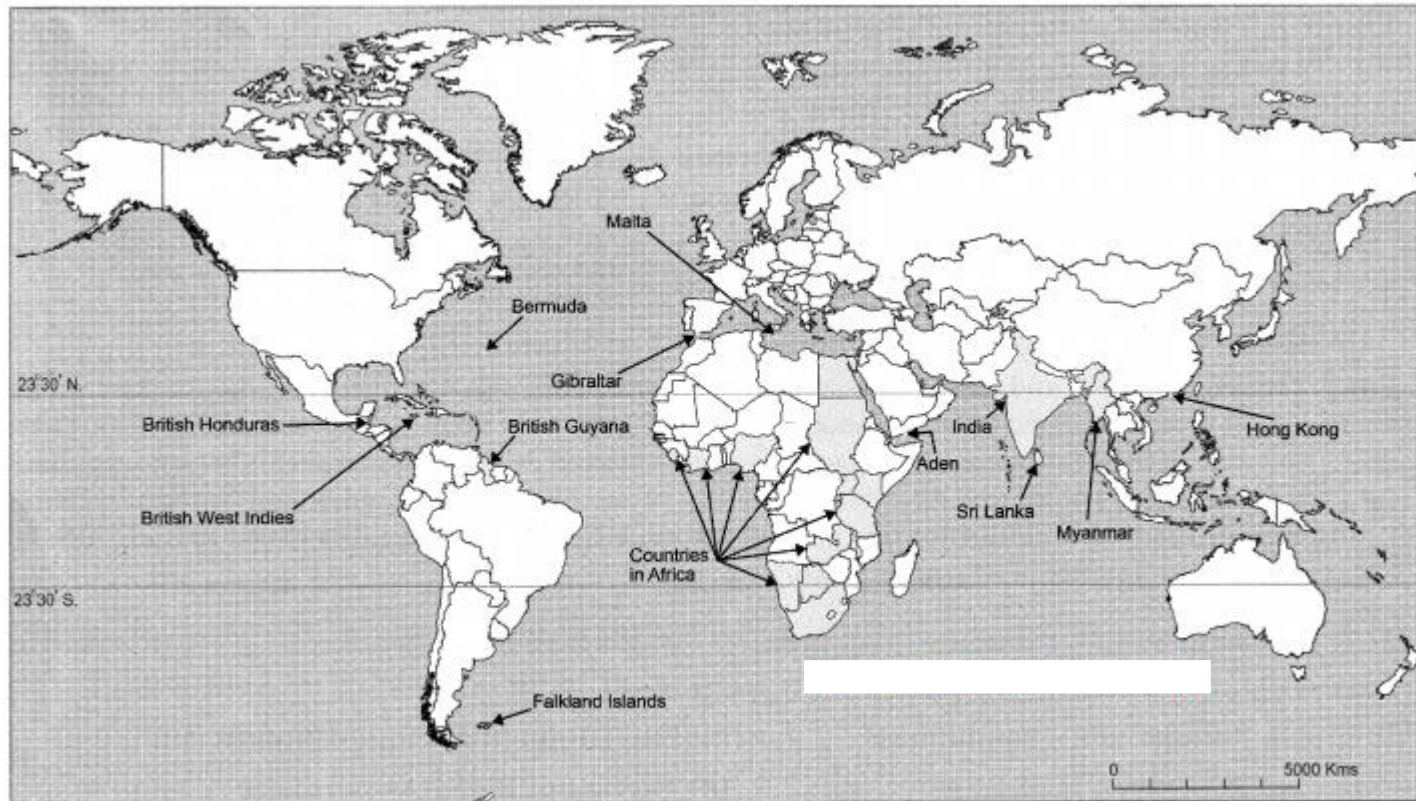 Malta
Bermuda
Gibraltar
23°30' N.
British Honduras
British Guyana
India
Aden
Hong Kong
British West Indies
Sri Lanka
Myanmar
Countries
in Africa
23°30' S.
Falkland Islands
0 5000 Kms